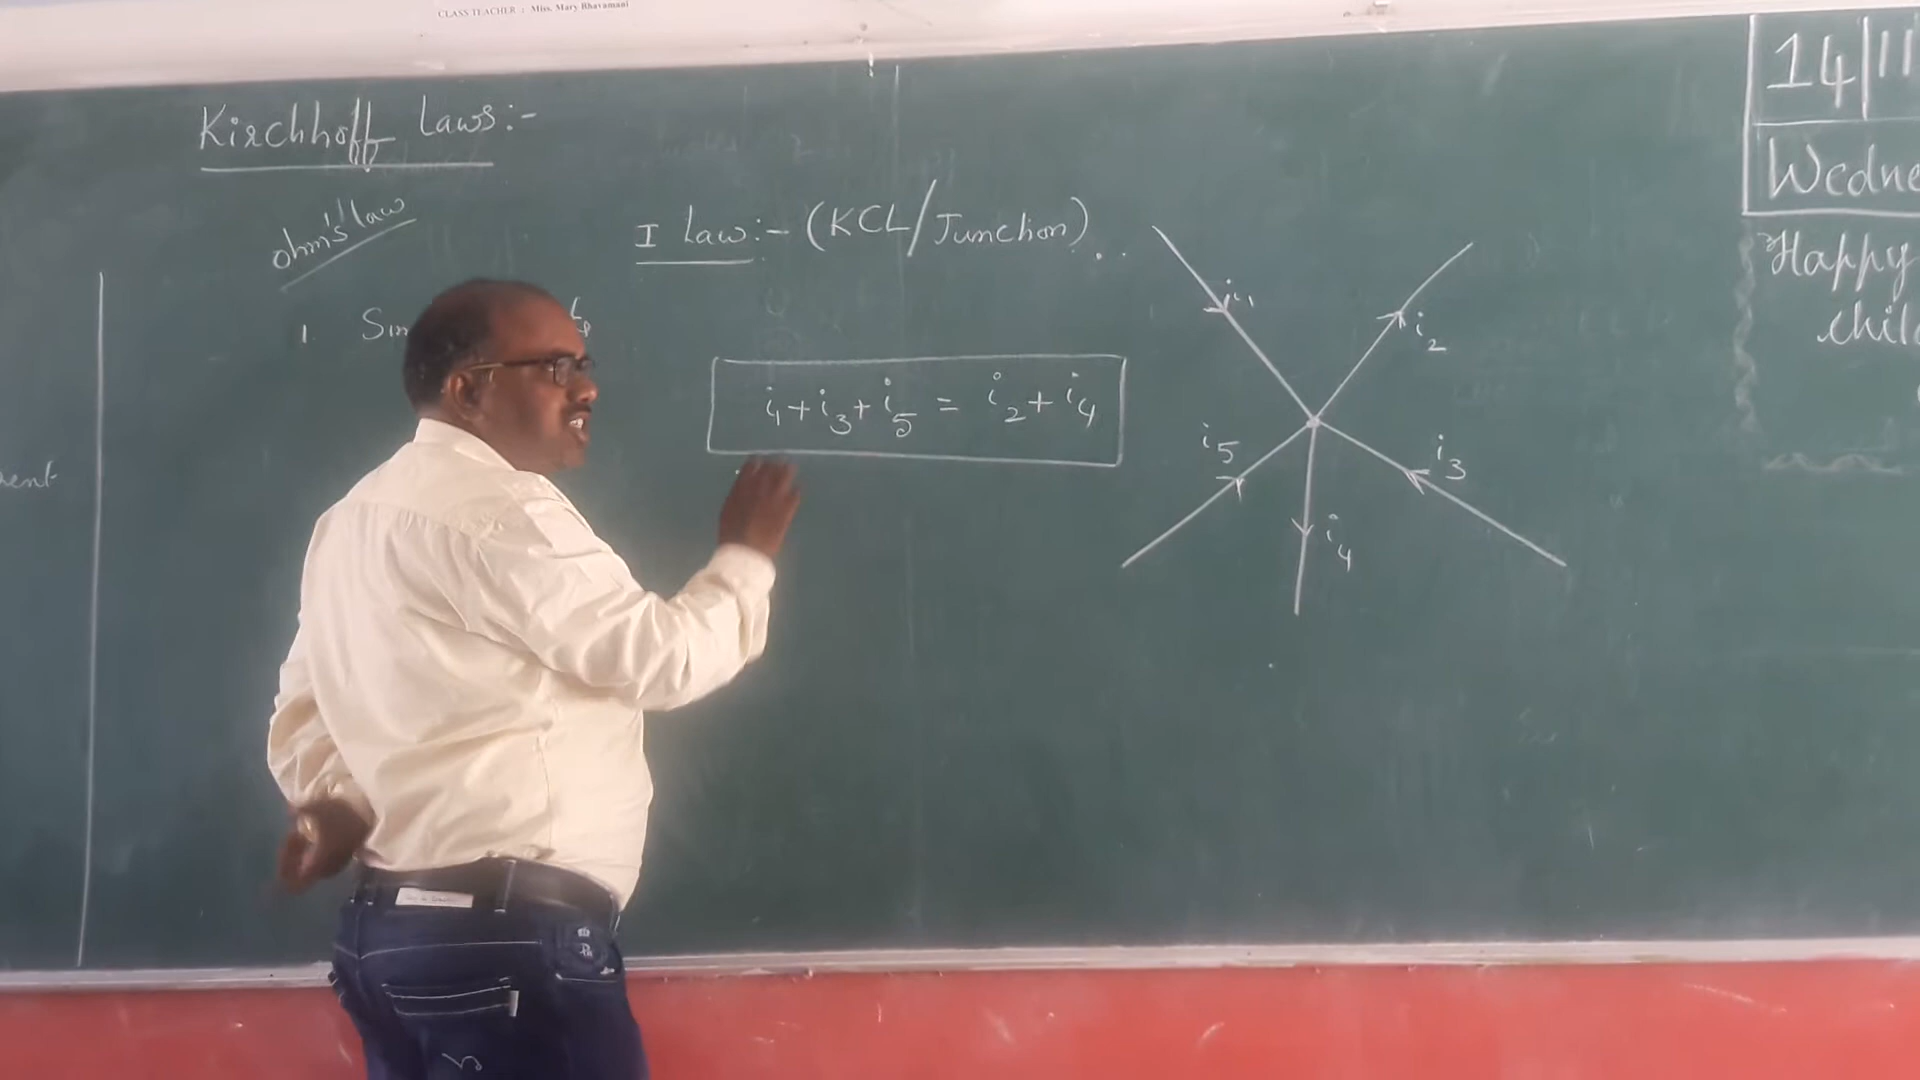 CLASS TEACHER : Miss. Mary Bhavamani
Kirchhoff Laws:-
ohm's law
I Law:- (KCL/Junction)
1.
i1+i3+i5 = i2+i4
i1
i2
i3
i4
i5
14|11
Wedne
Happy
chil